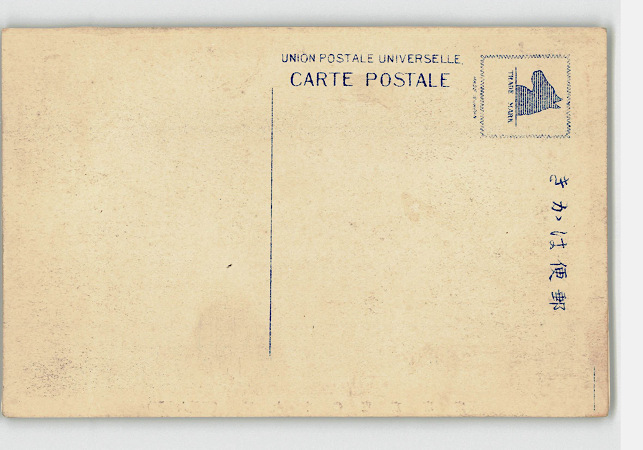 UNION POSTALE UNIVERSELLE
CARTE POSTALE
TRADE MARK
きかは便郵